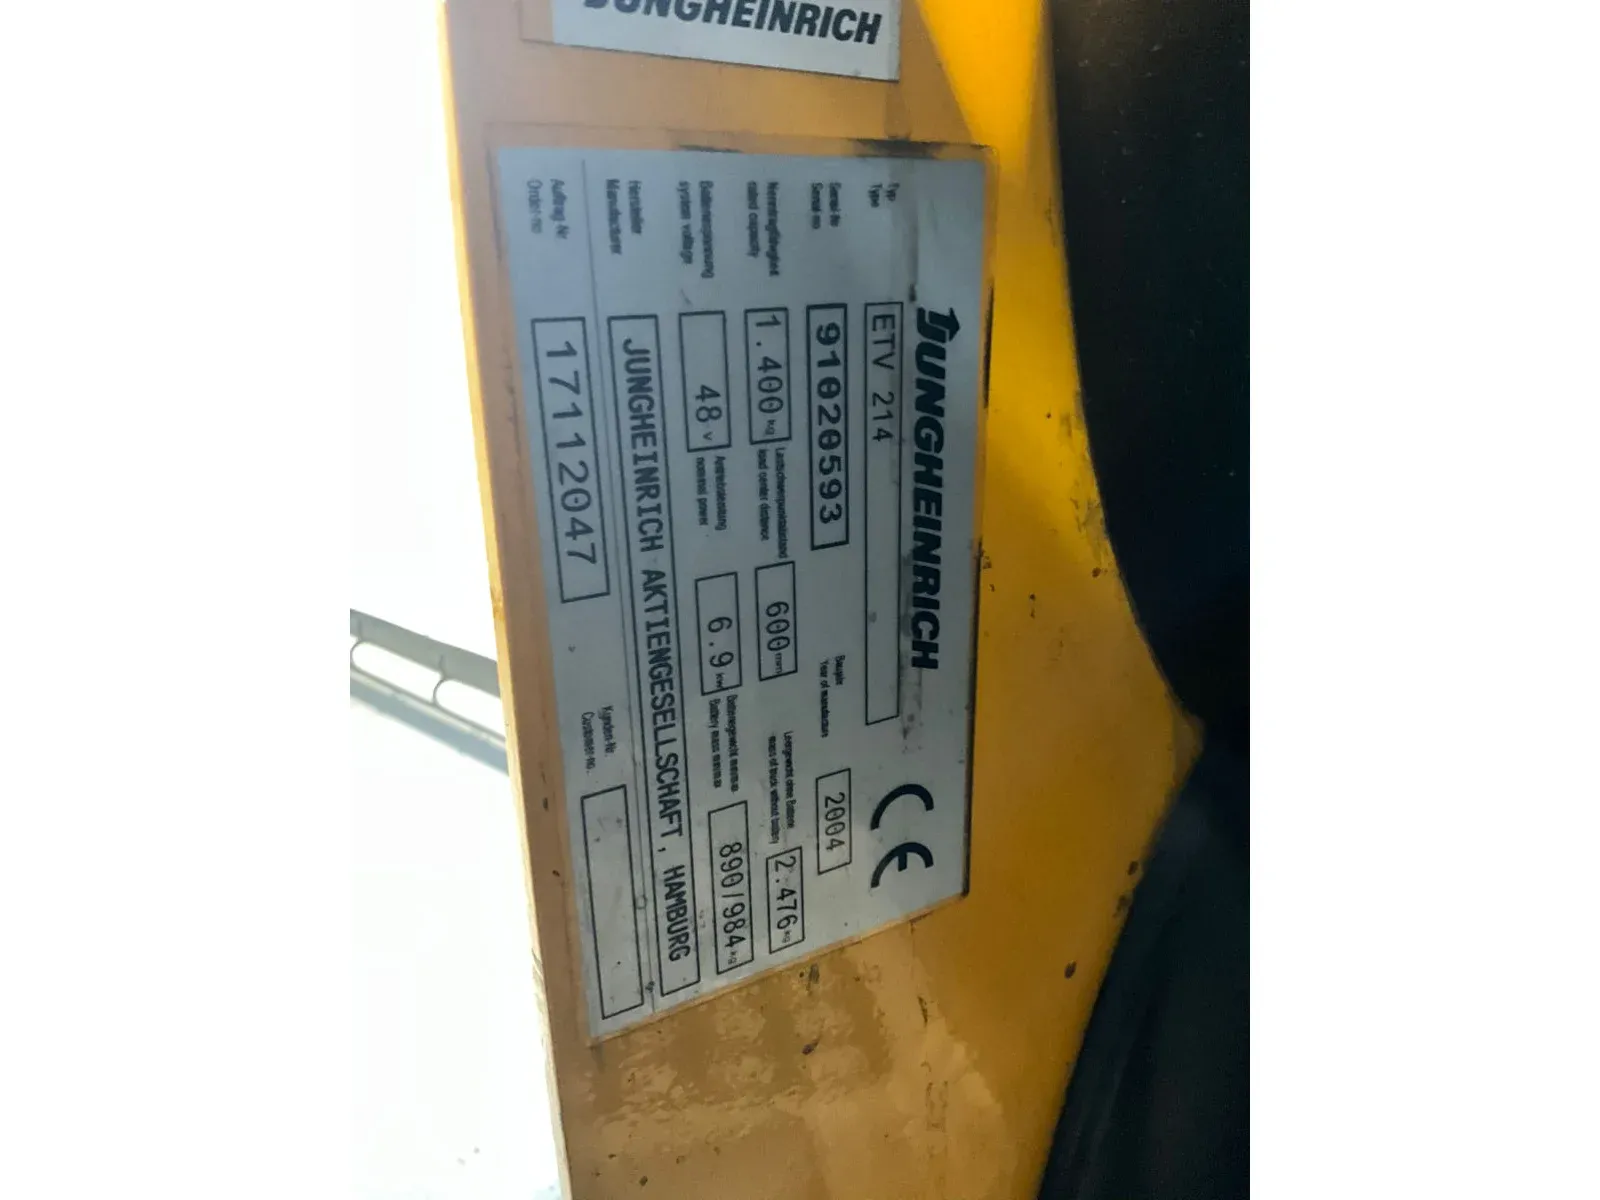 JUNGHEINRICH
JUNGHEINRICH
CE
Typ
Type
ETV 214
Serial-Nr
Serial-no
91020593
Baujahr
Year of manufacture
2004
Nenntragfähigkeit
rated capacity
1.400 kg
Lastschwerpunktabstand
load center distance
600 mm
Leergewicht ohne Batterie
mass of truck without battery
2.476 kg
Batteriespannung
system voltage
48 V
Antriebsleistung
nominal power
6.9 kW
Batteriegewicht min/max
Battery mass min/max
890/984 kg
Hersteller
Manufacturer
JUNGHEINRICH AKTIENGESELLSCHAFT, HAMBURG
Auftrag-Nr.
Order-no
17112047
Kunden-Nr.
Customer-no.